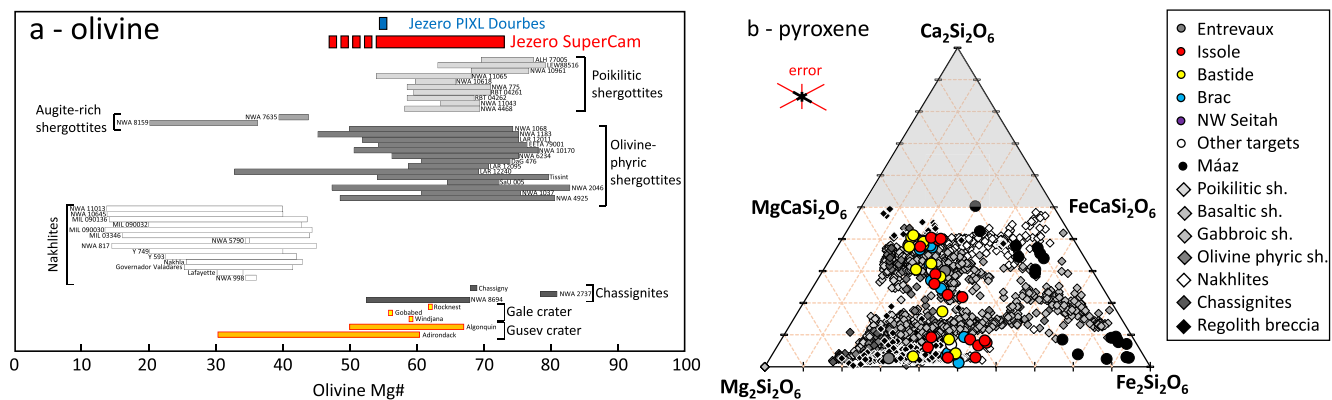 a - olivine
Jezero PIXL Dourbes
Jezero SuperCam
ALH 77005
LEW88516
NWA 10961
NWA 11065
NWA 10618
NWA 775
RBT 04261
RBT 04262
NWA 11043
NWA 4468
Poikilitic
shergottites
Augite-rich
shergottites
NWA 7635
NWA 8159
NWA 1068
NWA 1183
LAR 12011
EETA 79001
NWA 10170
NWA 6234
DaG 476
LAR 12095
LAR 12240
Tissint
SaU 005
NWA 2046
NWA 1037
NWA 4925
Olivine-
phyric
shergottites
Nakhlites
NWA 11013
NWA 10645
MIL 090136
MIL 090032
MIL 090030
MIL 03346
NWA 5790
NWA 817
Y 749
Y 593
Nakhla
Governador Valadares
Lafayette
NWA 998
Chassigny
NWA 2737
NWA 8694
Chassignites
Rocknest
Gobabed
Windjana
Gale crater
Algonquin
Adirondack
Gusev crater
0 10 20 30 40 50 60 70 80 90 100
Olivine Mg#
b - pyroxene
error
Ca₂Si₂O₆
MgCaSi₂O₆
FeCaSi₂O₆
Mg₂Si₂O₆
Fe₂Si₂O₆
Entrevaux
Issole
Bastide
Brac
NW Seitah
Other targets
Máaz
Poikilitic sh.
Basaltic sh.
Gabbroic sh.
Olivine phyric sh.
Nakhlites
Chassignites
Regolith breccia